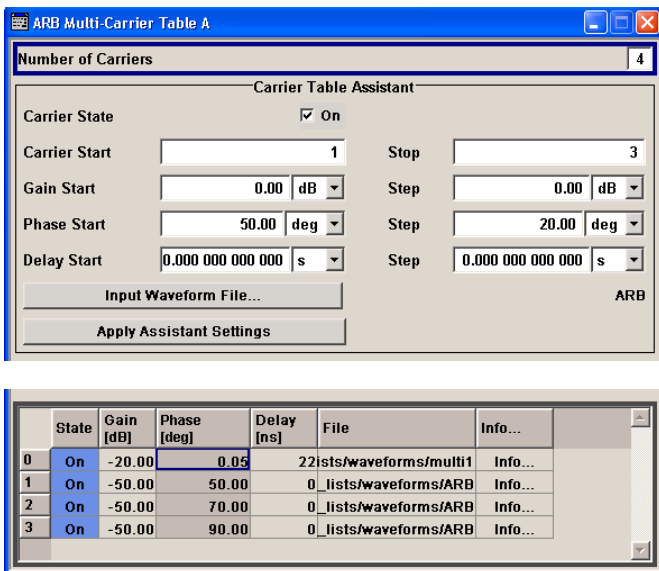 ARB Multi-Carrier Table A
Number of Carriers 4
Carrier Table Assistant
Carrier State On
Carrier Start 1 Stop 3
Gain Start 0.00 dB Step 0.00 dB
Phase Start 50.00 deg Step 20.00 deg
Delay Start 0.000 000 000 000 s Step 0.000 000 000 000 s
Input Waveform File... ARB
Apply Assistant Settings
State Gain [dB] Phase [deg] Delay [ns] File Info...
0 On -20.00 0.05 22 ists/waveforms/multi1 Info...
1 On -50.00 50.00 0 _lists/waveforms/ARB Info...
2 On -50.00 70.00 0 _lists/waveforms/ARB Info...
3 On -50.00 90.00 0 _lists/waveforms/ARB Info...